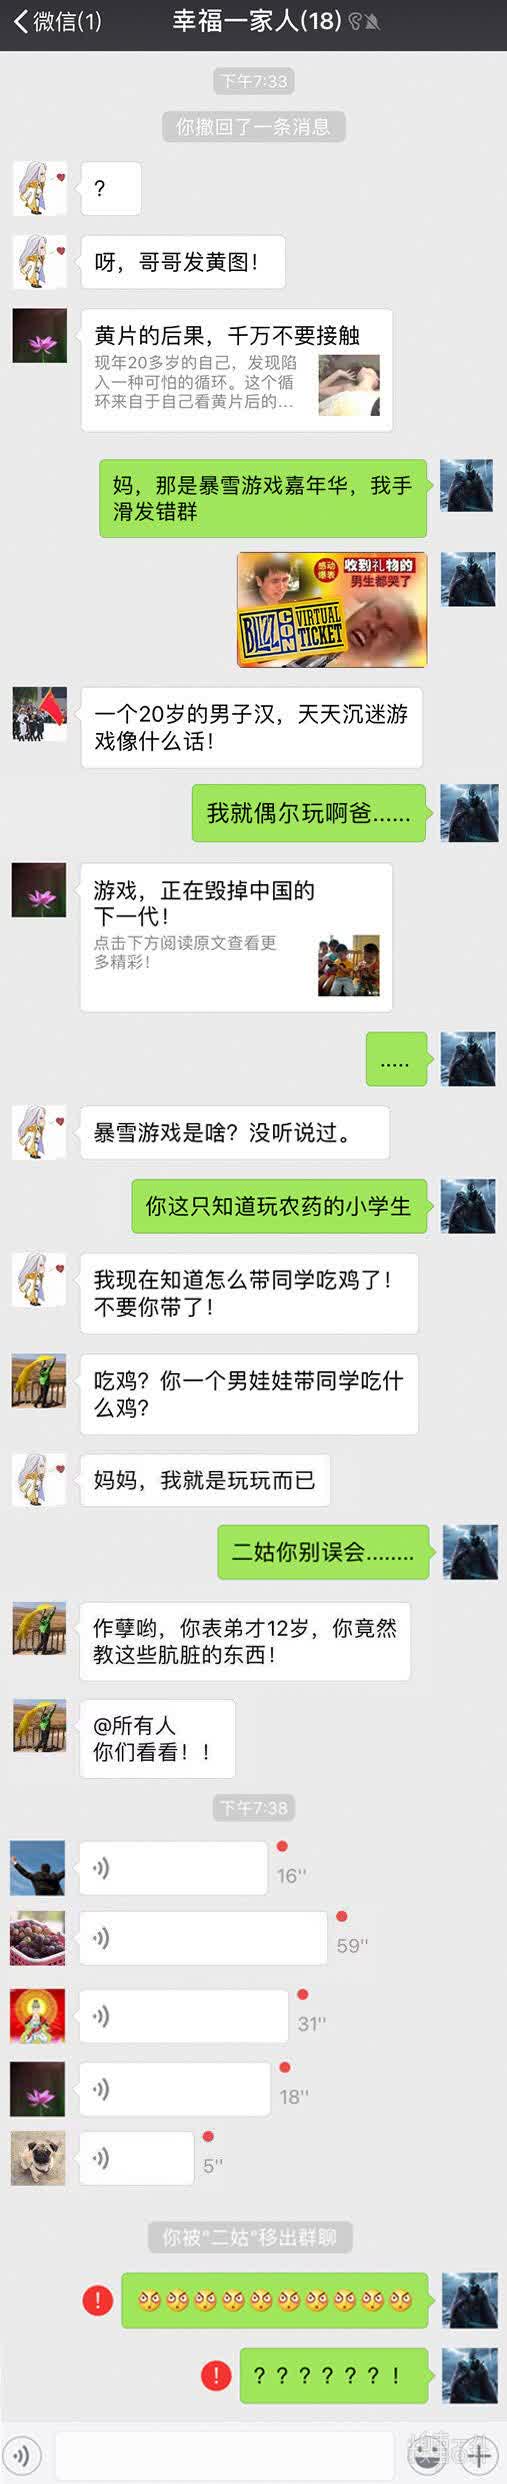 微信(1)
幸福一家人(18)
下午7:33
你撤回了一条消息
?
呀，哥哥发黄图！
黄片的后果，千万不要接触
现年20多岁的自己，发现陷
入一种可怕的循环。这个循
环来自于自己看黄片后的...
妈，那是暴雪游戏嘉年华，我手
滑发错群
感动
爆表
收到礼物的
男生都哭了
BLIZZ
CON
VIRTUAL
TICKET
一个20岁的男子汉，天天沉迷游
戏像什么话！
我就偶尔玩啊爸......
游戏，正在毁掉中国的
下一代！
点击下方阅读原文查看更
多精彩！
.....
暴雪游戏是啥？没听说过。
你这只知道玩农药的小学生
我现在知道怎么带同学吃鸡了！
不要你带了！
吃鸡？你一个男娃娃带同学吃什
么鸡？
妈妈，我就是玩玩而已
二姑你别误会........
作孽哟，你表弟才12岁，你竟然
教这些肮脏的东西！
@所有人
你们看看！！
下午7:38
16''
59''
31''
18''
5''
你被“二姑”移出群聊
!
!
？？？？？？？！